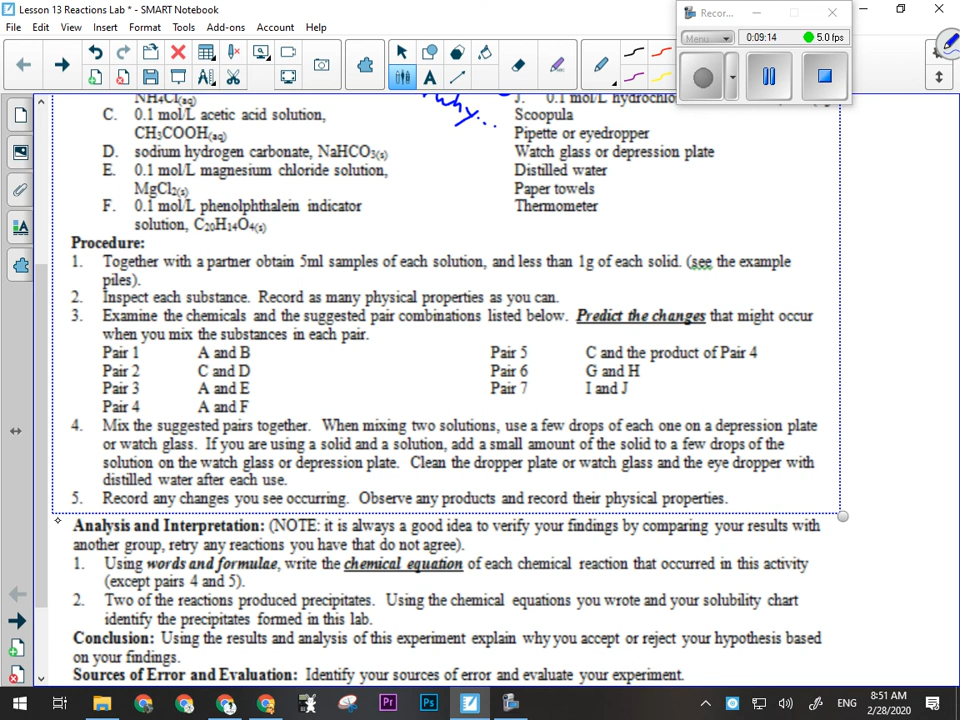 Lesson 13 Reactions Lab * - SMART Notebook
Recor...
File Edit View Insert Format Tools Add-ons Account Help
Menu 0:09:14 5.0 fps
NH₄Cl(aq)
why...
J. 0.1 mol/L hydrochlo
C. 0.1 mol/L acetic acid solution,
CH₃COOH(aq)
Scoopula
Pipette or eyedropper
D. sodium hydrogen carbonate, NaHCO₃(s)
Watch glass or depression plate
E. 0.1 mol/L magnesium chloride solution,
MgCl₂(s)
Distilled water
Paper towels
F. 0.1 mol/L phenolphthalein indicator
solution, C₂₀H₁₄O₄(s)
Thermometer
Procedure:
1. Together with a partner obtain 5ml samples of each solution, and less than 1g of each solid. (see the example
piles).
2. Inspect each substance. Record as many physical properties as you can.
3. Examine the chemicals and the suggested pair combinations listed below. Predict the changes that might occur
when you mix the substances in each pair.
Pair 1 A and B Pair 5 C and the product of Pair 4
Pair 2 C and D Pair 6 G and H
Pair 3 A and E Pair 7 I and J
Pair 4 A and F
4. Mix the suggested pairs together. When mixing two solutions, use a few drops of each one on a depression plate
or watch glass. If you are using a solid and a solution, add a small amount of the solid to a few drops of the
solution on the watch glass or depression plate. Clean the dropper plate or watch glass and the eye dropper with
distilled water after each use.
5. Record any changes you see occurring. Observe any products and record their physical properties.
Analysis and Interpretation: (NOTE: it is always a good idea to verify your findings by comparing your results with
another group, retry any reactions you have that do not agree).
1. Using words and formulae, write the chemical equation of each chemical reaction that occurred in this activity
(except pairs 4 and 5).
2. Two of the reactions produced precipitates. Using the chemical equations you wrote and your solubility chart
identify the precipitates formed in this lab.
Conclusion: Using the results and analysis of this experiment explain why you accept or reject your hypothesis based
on your findings.
Sources of Error and Evaluation: Identify your sources of error and evaluate your experiment.
ENG
8:51 AM
2/28/2020